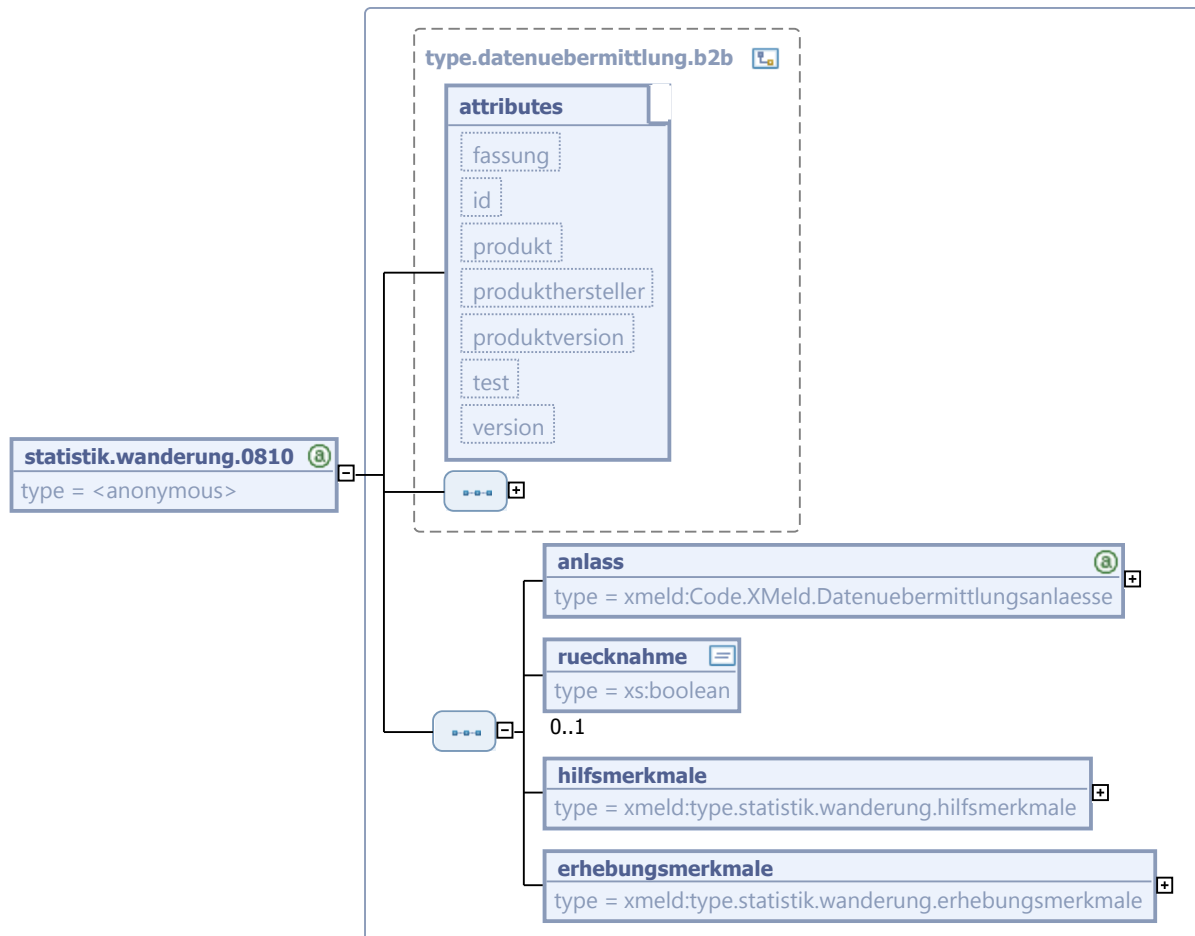 type.datenuebermittlung.b2b
attributes
fassung
id
produkt
produkthersteller
produktversion
test
version
statistik.wanderung.0810
type = <anonymous>
anlass
type = xmeld:Code.XMeld.Datenuebermittlungsanlaesse
ruecknahme
type = xs:boolean
0..1
hilfsmerkmale
type = xmeld:type.statistik.wanderung.hilfsmerkmale
erhebungsmerkmale
type = xmeld:type.statistik.wanderung.erhebungsmerkmale